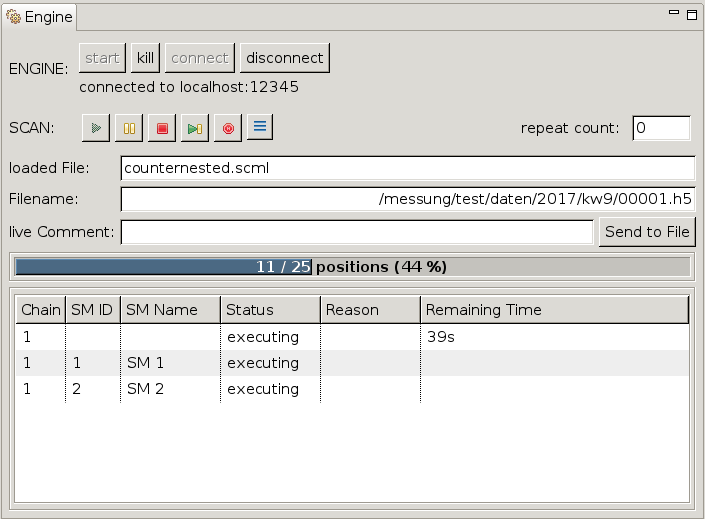 Engine
ENGINE: start kill connect disconnect
connected to localhost:12345
SCAN: repeat count: 0
loaded File: counternested.scml
Filename: /messung/test/daten/2017/kw9/00001.h5
live Comment: Send to File
11 / 25 positions (44 %)
Chain SM ID SM Name Status Reason Remaining Time
1 executing 39s
1 1 SM 1 executing
1 2 SM 2 executing